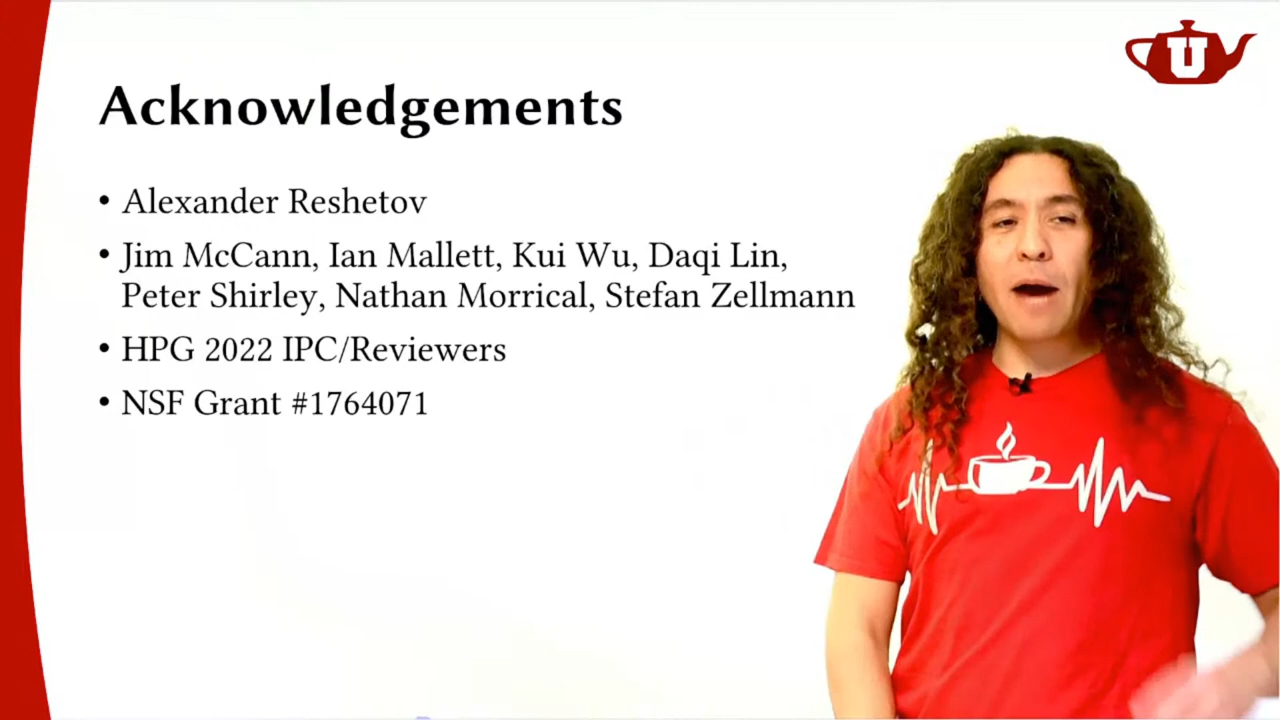 U
Acknowledgements
• Alexander Reshetov
• Jim McCann, Ian Mallett, Kui Wu, Daqi Lin,
Peter Shirley, Nathan Morrical, Stefan Zellmann
• HPG 2022 IPC/Reviewers
• NSF Grant #1764071